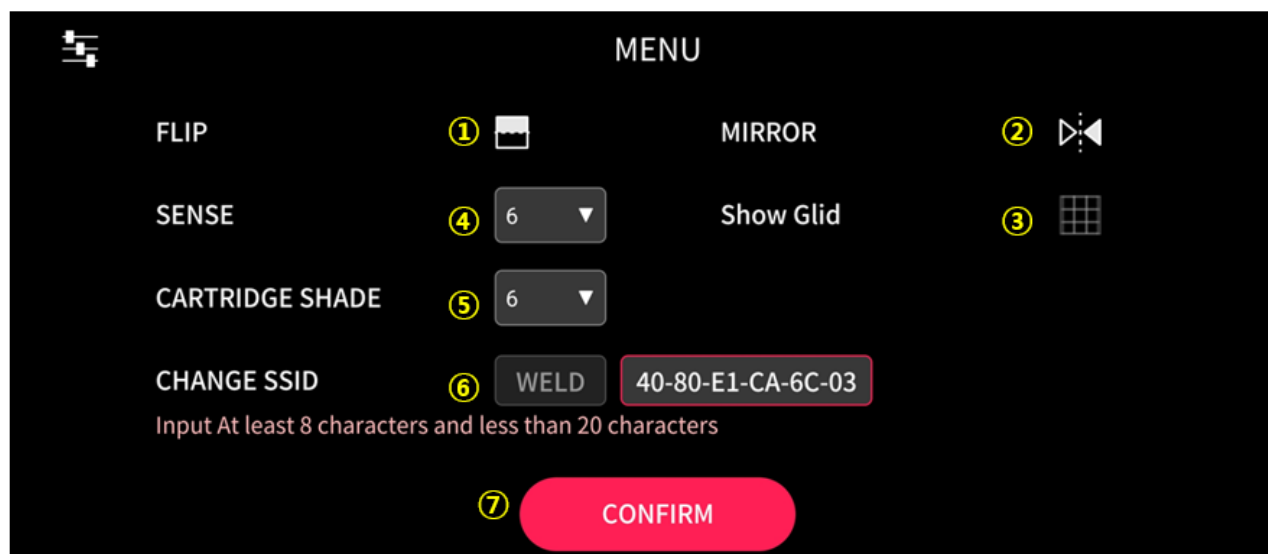 MENU
FLIP ① MIRROR ②
SENSE ④ 6 ▼ Show Glid ③
CARTRIDGE SHADE ⑤ 6 ▼
CHANGE SSID ⑥ WELD 40-80-E1-CA-6C-03
Input At least 8 characters and less than 20 characters
⑦ CONFIRM